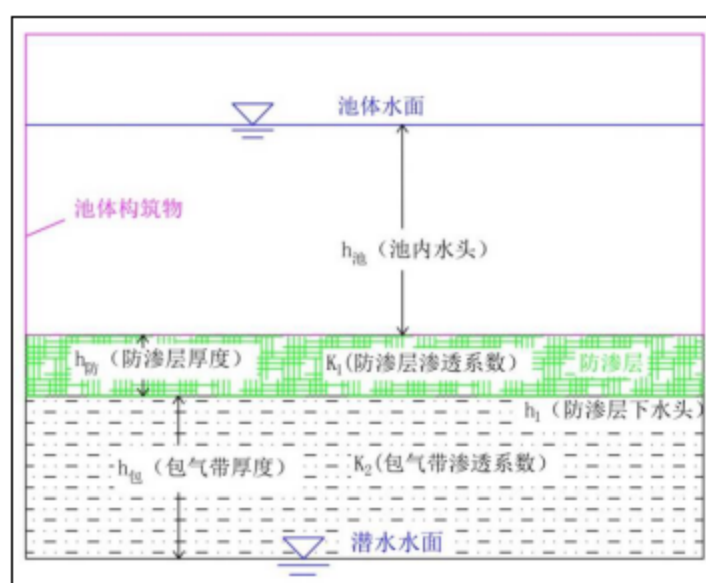 池体水面
池体构筑物
h池（池内水头）
h防（防渗层厚度） K₁(防渗层渗透系数） 防渗层
h₁（防渗层下水头）
h包（包气带厚度） K₂(包气带渗透系数）
潜水水面